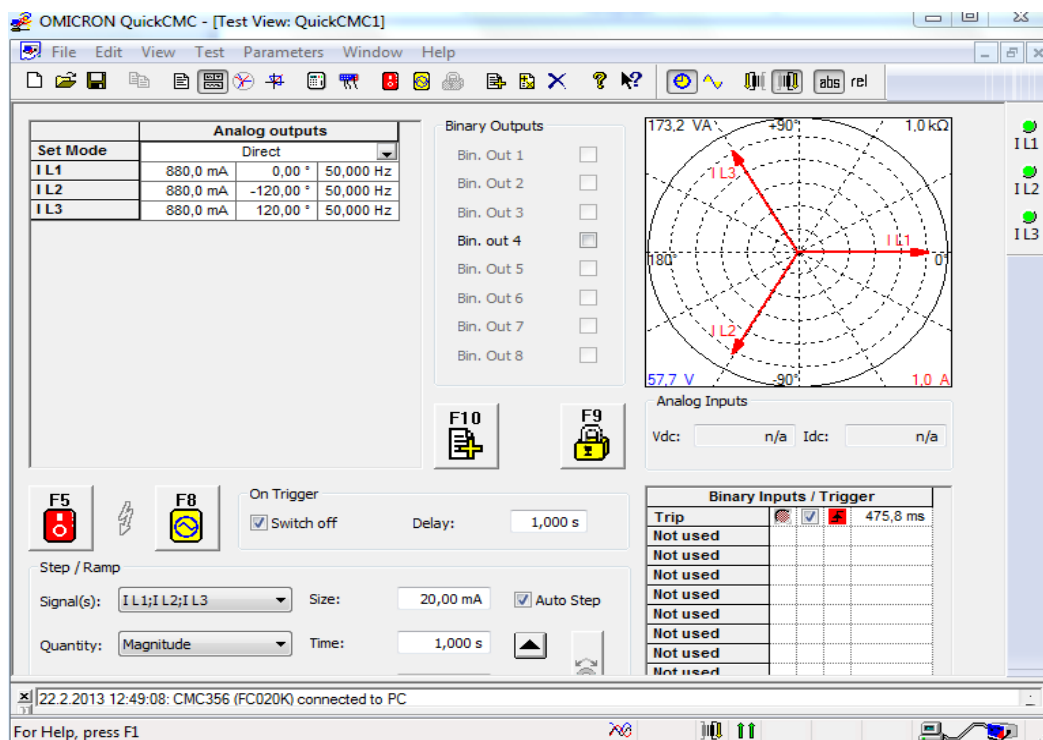 OMICRON QuickCMC - [Test View: QuickCMC1]
File Edit View Test Parameters Window Help
abs rel
Analog outputs
Set Mode Direct
I L1 880,0 mA 0,00 ° 50,000 Hz
I L2 880,0 mA -120,00 ° 50,000 Hz
I L3 880,0 mA 120,00 ° 50,000 Hz
Binary Outputs
Bin. Out 1
Bin. Out 2
Bin. Out 3
Bin. out 4
Bin. Out 5
Bin. Out 6
Bin. Out 7
Bin. Out 8
173,2 VA +90° 1,0 kΩ
I L3
I L1
180° 0°
I L2
57,7 V -90° 1,0 A
I L1
I L2
I L3
Analog Inputs
Vdc: n/a Idc: n/a
F10
F9
F5
F8
On Trigger
Switch off Delay: 1,000 s
Binary Inputs / Trigger
Trip 475,8 ms
Not used
Not used
Not used
Not used
Not used
Not used
Not used
Not used
Step / Ramp
Signal(s): I L1;I L2;I L3 Size: 20,00 mA Auto Step
Quantity: Magnitude Time: 1,000 s
22.2.2013 12:49:08: CMC356 (FC020K) connected to PC
For Help, press F1